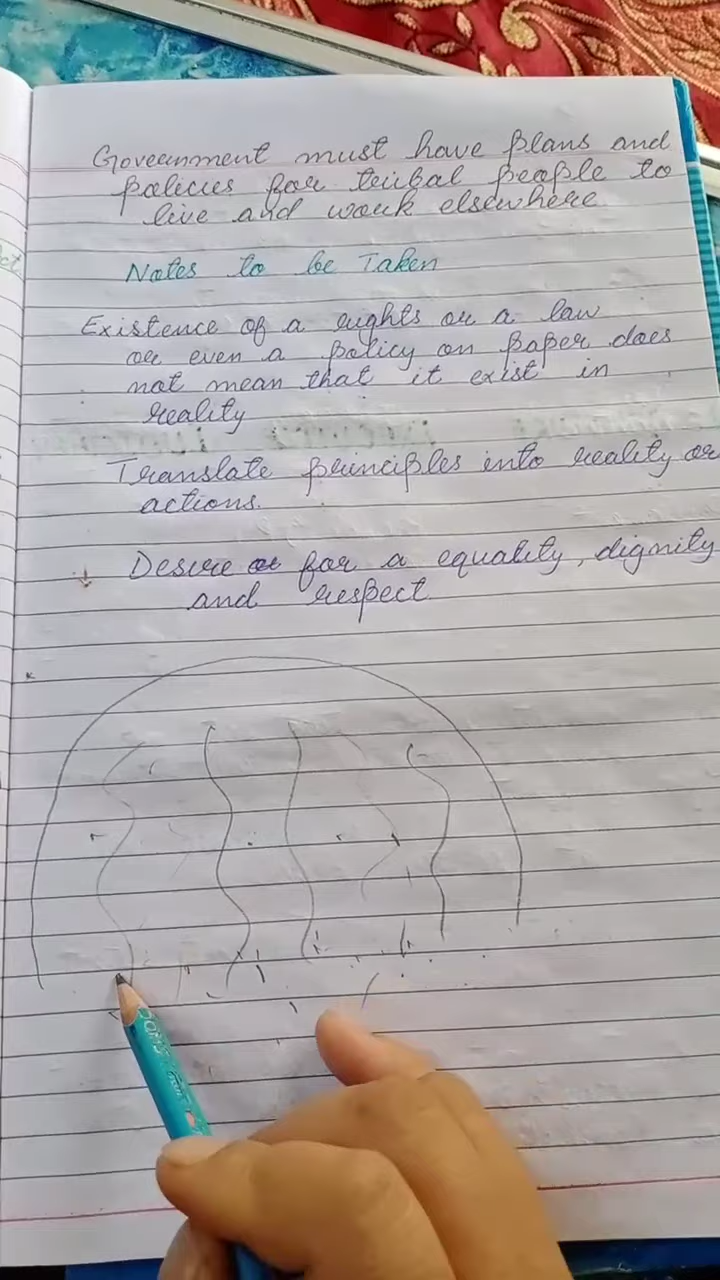 Government must have plans and
policies for tribal people to
live and work elsewhere
Notes to be Taken
Existence of a rights or a law
or even a policy on paper does
not mean that it exist in
reality
Translate principles into reality or
actions.
Desire or for a equality, dignity
and respect